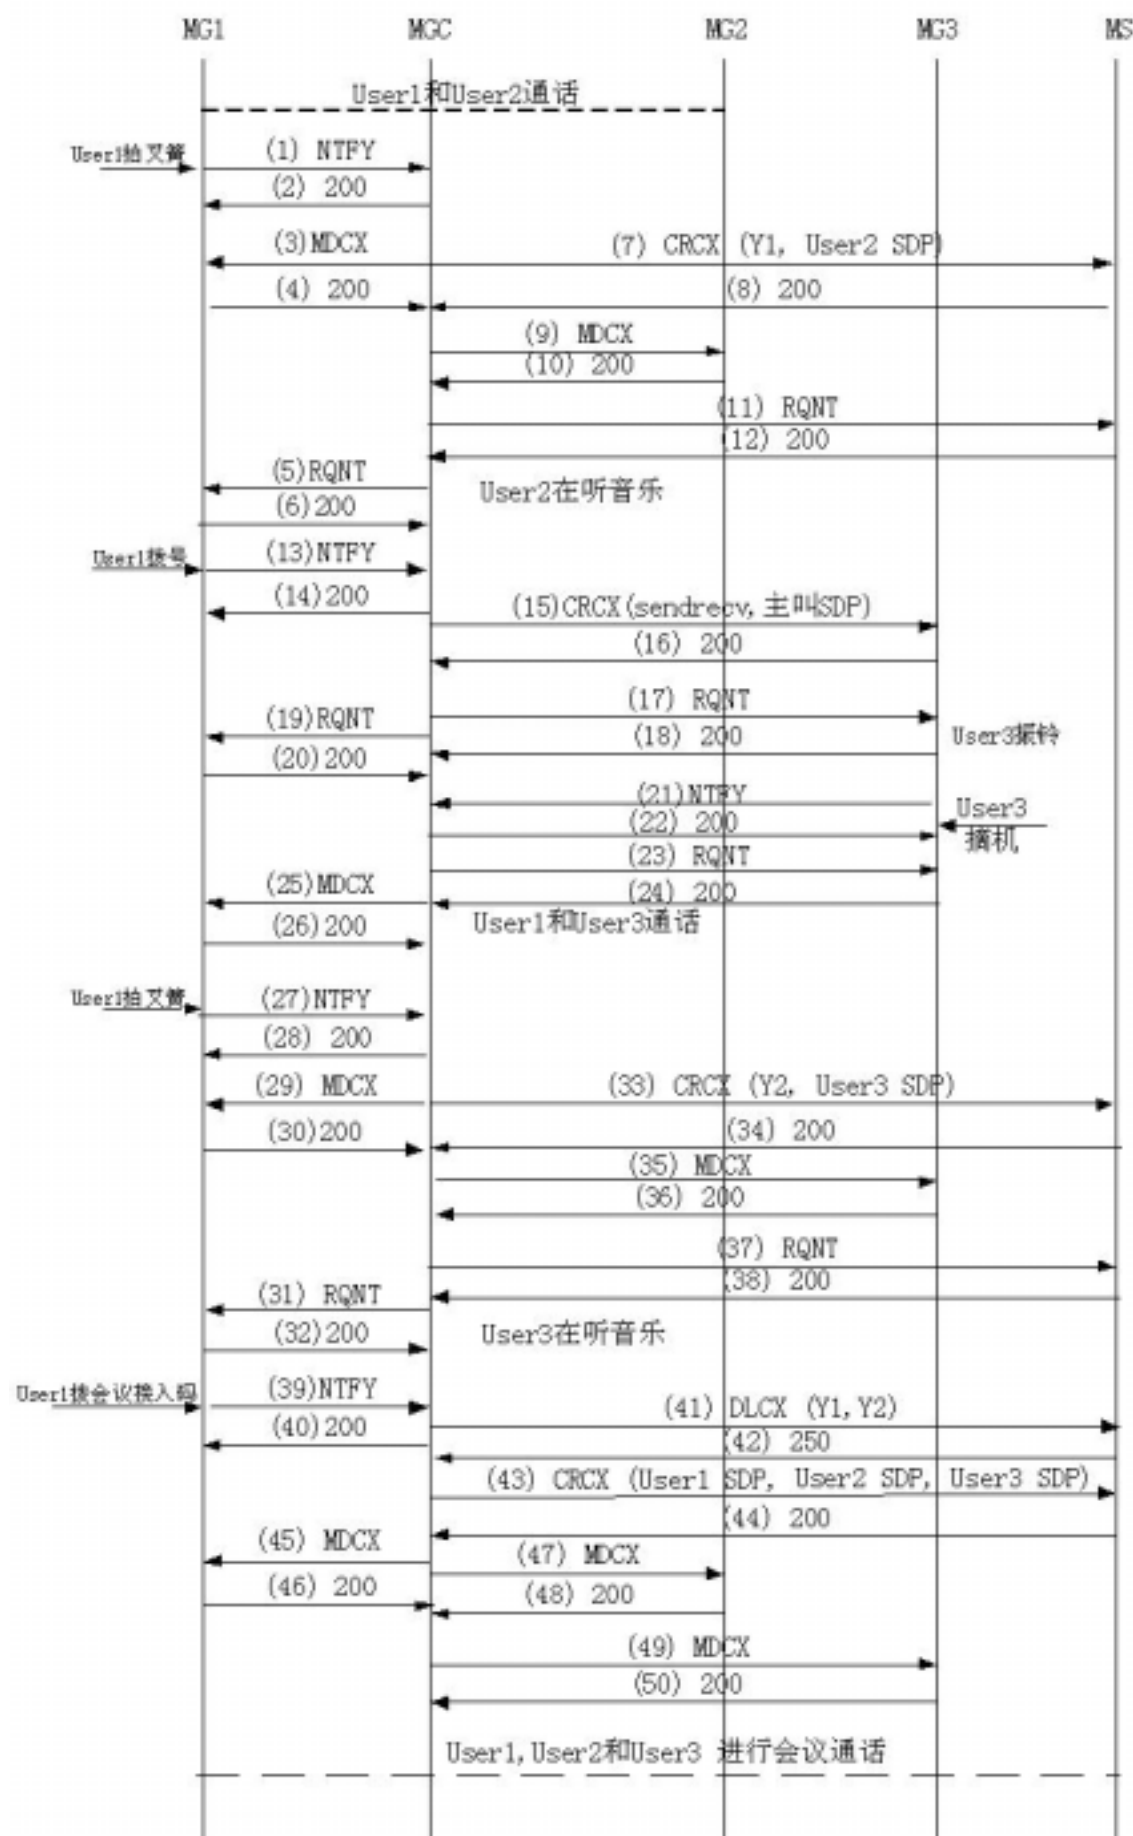 MG1 MGC MG2 MG3 MS
User1和User2通话
User1拍叉簧
(1) NTFY
(2) 200
(3)MDCX
(7) CRCX (Y1, User2 SDP)
(4) 200
(8) 200
(9) MDCX
(10) 200
(11) RQNT
(12) 200
(5)RQNT
User2在听音乐
(6)200
User1拨号
(13)NTFY
(14)200
(15)CRCX(sendrecv,主叫SDP)
(16) 200
(17) RQNT
(19)RQNT
(18) 200
User3振铃
(20)200
(21)NTFY
User3
摘机
(22) 200
(23) RQNT
(25)MDCX
(24) 200
(26)200
User1和User3通话
User1拍叉簧
(27)NTFY
(28) 200
(29) MDCX
(33) CRCX (Y2, User3 SDP)
(30)200
(34) 200
(35) MDCX
(36) 200
(37) RQNT
(38) 200
(31) RQNT
(32)200
User3在听音乐
User1拨会议接入码
(39)NTFY
(41) DLCX (Y1,Y2)
(40)200
(42) 250
(43) CRCX (User1 SDP, User2 SDP, User3 SDP)
(44) 200
(45) MDCX
(47) MDCX
(46) 200
(48) 200
(49) MDCX
(50) 200
User1,User2和User3 进行会议通话